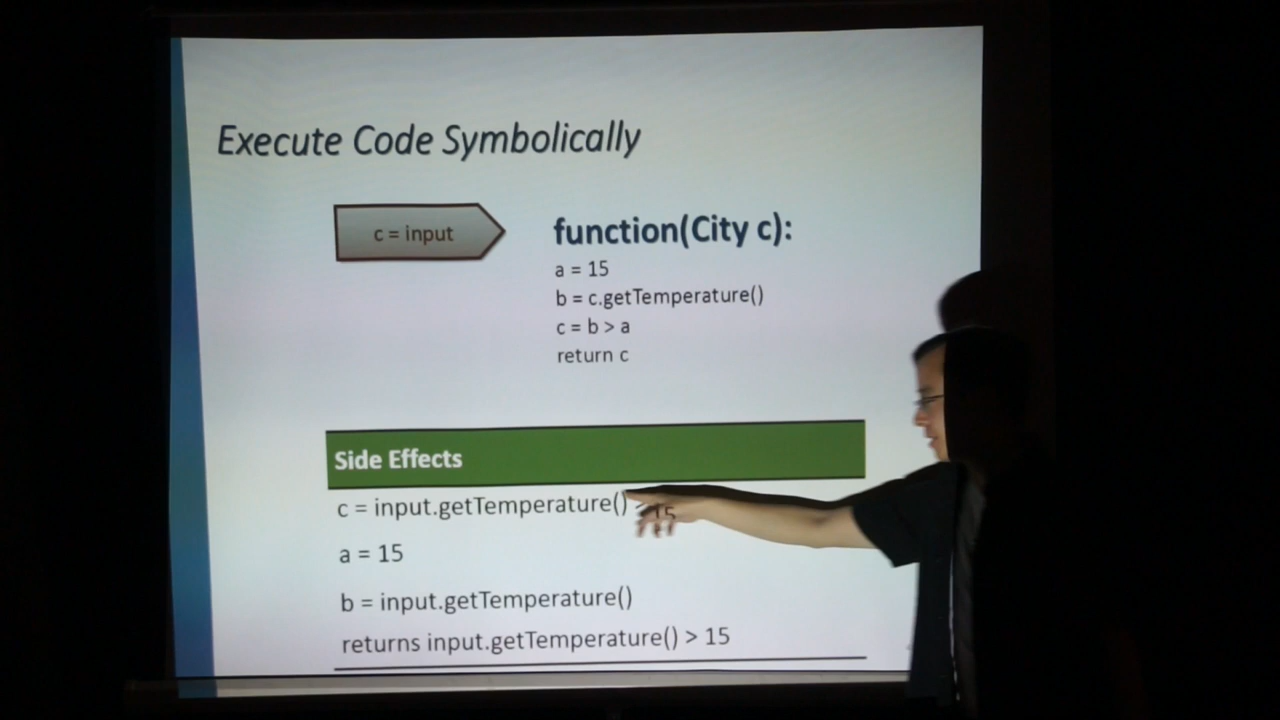 Execute Code Symbolically
c = input
function(City c):
a = 15
b = c.getTemperature()
c = b > a
return c
Side Effects
c = input.getTemperature() > 15
a = 15
b = input.getTemperature()
returns input.getTemperature() > 15